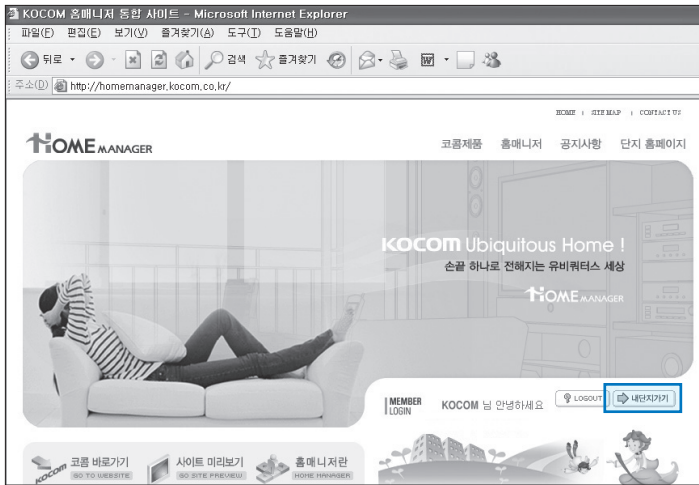 KOCOM 홈매니저 통합 사이트 - Microsoft Internet Explorer
파일(F) 편집(E) 보기(V) 즐겨찾기(A) 도구(T) 도움말(H)
뒤로 검색 즐겨찾기
주소(D) http://homemanager.kocom.co.kr/
HOME | SITE MAP | CONTACT US
HOME MANAGER
코콤제품 홈매니저 공지사항 단지 홈페이지
KOCOM Ubiquitous Home !
손끝 하나로 전해지는 유비쿼터스 세상
HOME MANAGER
MEMBER LOGIN
KOCOM 님 안녕하세요
LOGOUT
내단지가기
KOCOM
코콤 바로가기
GO TO WEBSITE
사이트 미리보기
GO SITE PREVIEW
홈매니저란
HOME MANAGER